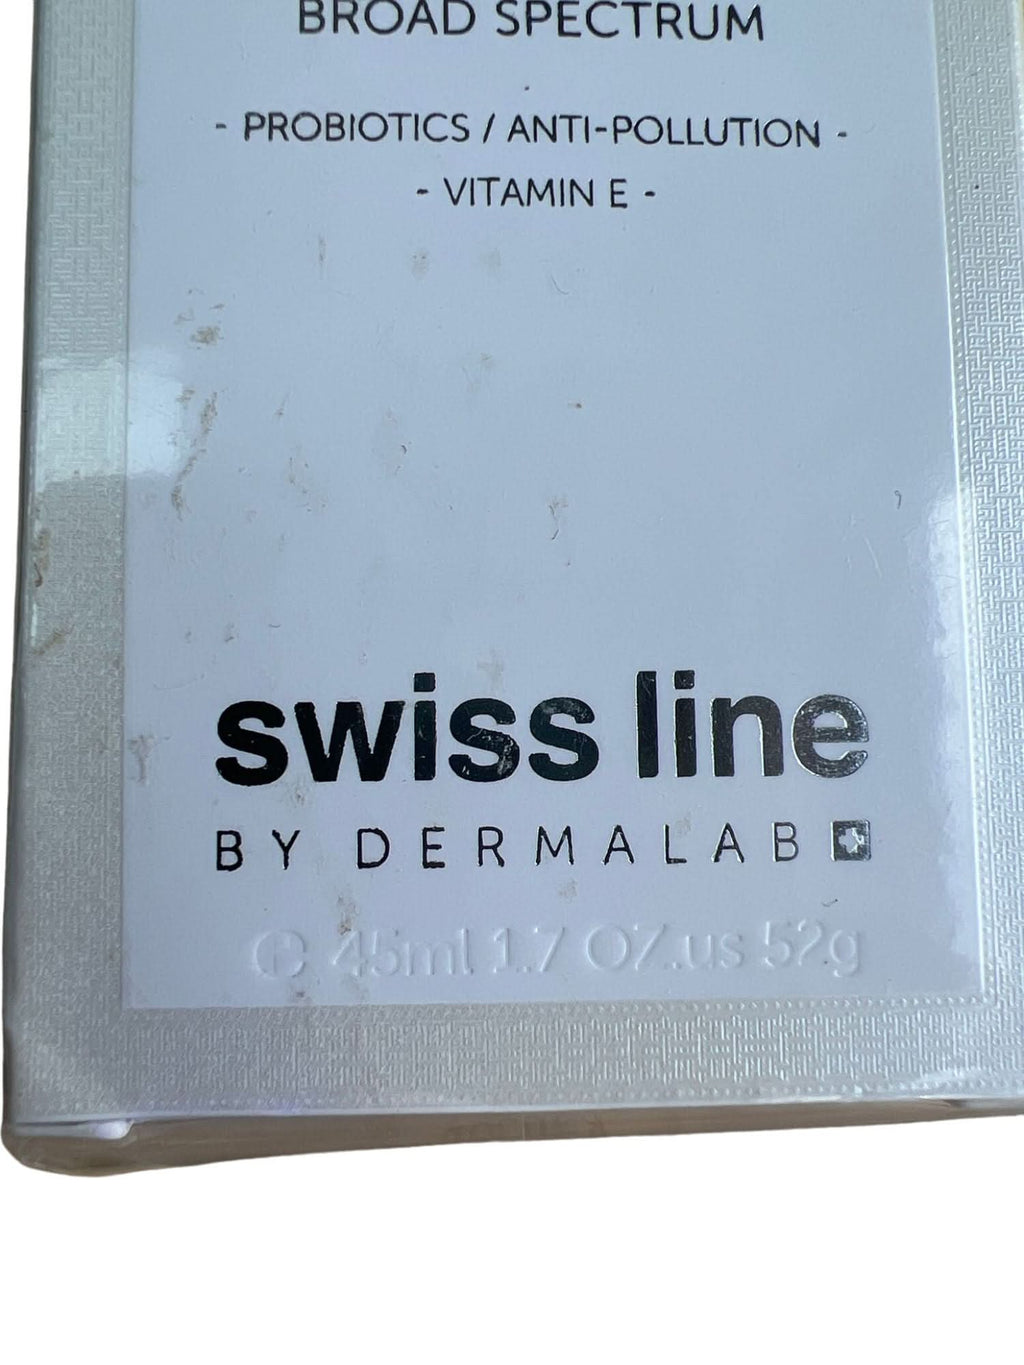 BROAD SPECTRUM
- PROBIOTICS / ANTI-POLLUTION -
- VITAMIN E -
swiss line
BY DERMALAB
℮ 45ml 1.7 OZ.us 52g